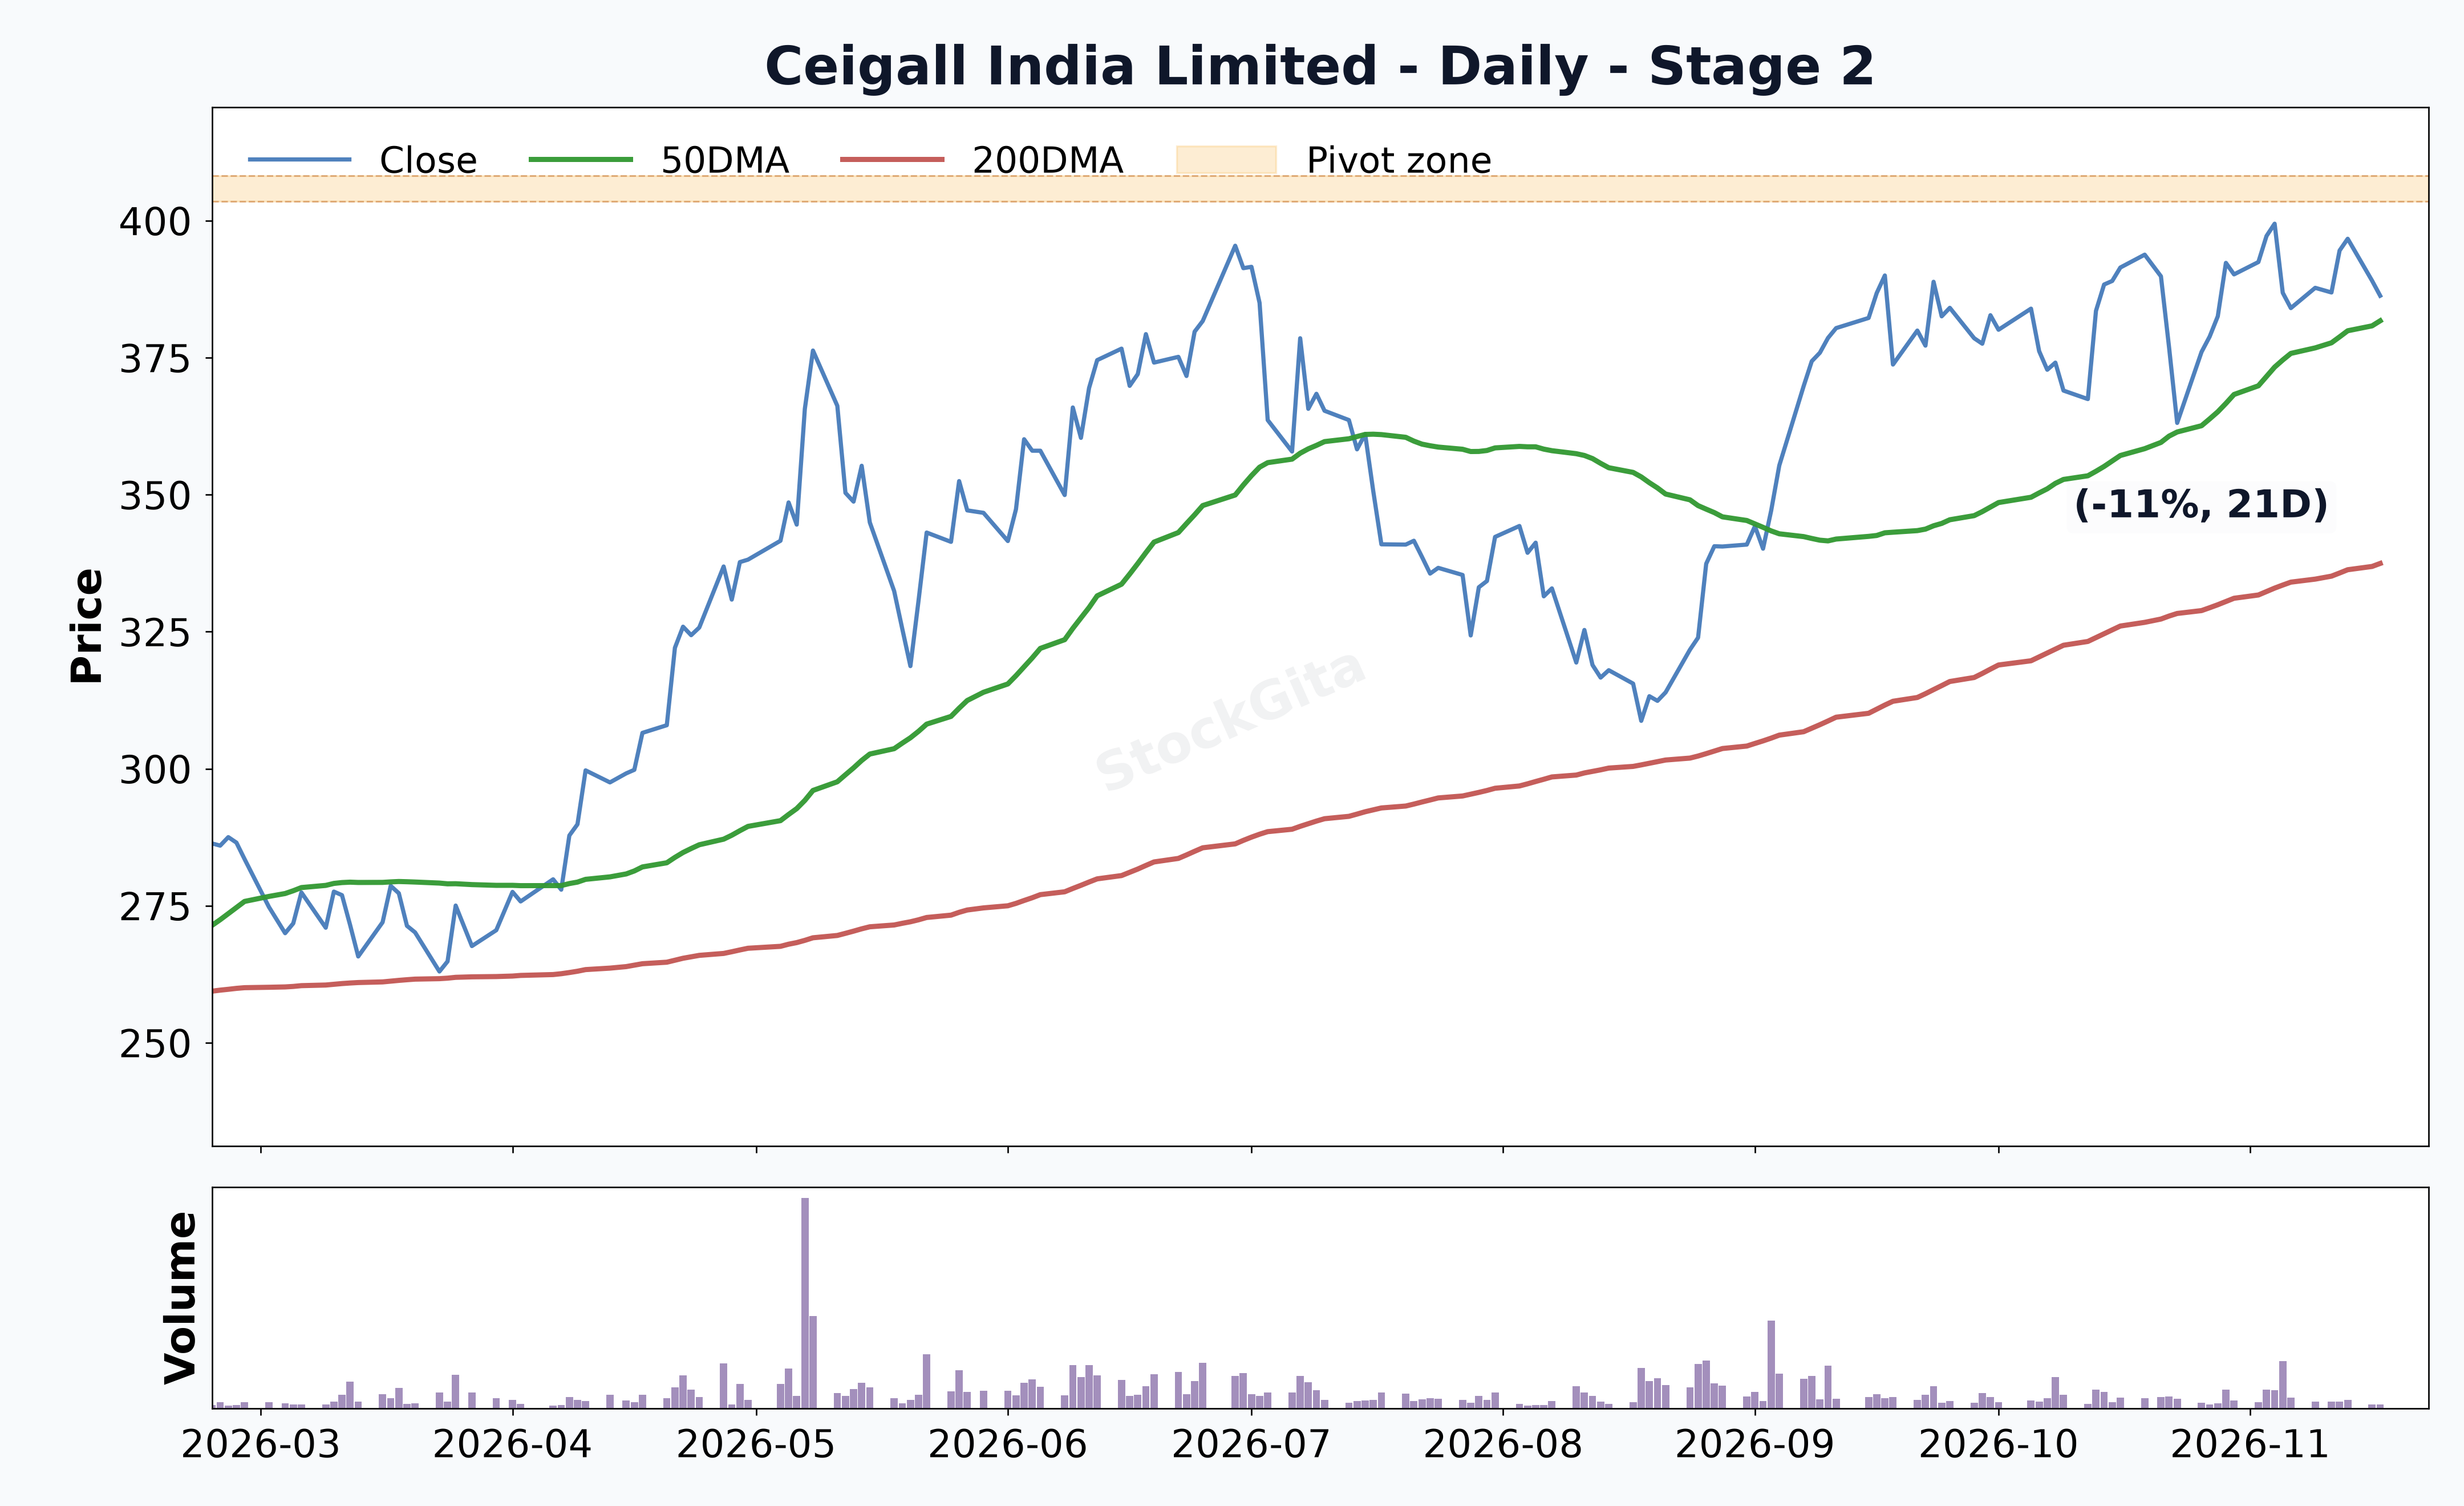 Ceigall India Limited - Daily - Stage 2
Close 50DMA 200DMA Pivot zone
400
375
350
325
300
275
250
Price
(-11%, 21D)
StockGita
Volume
2026-03 2026-04 2026-05 2026-06 2026-07 2026-08 2026-09 2026-10 2026-11